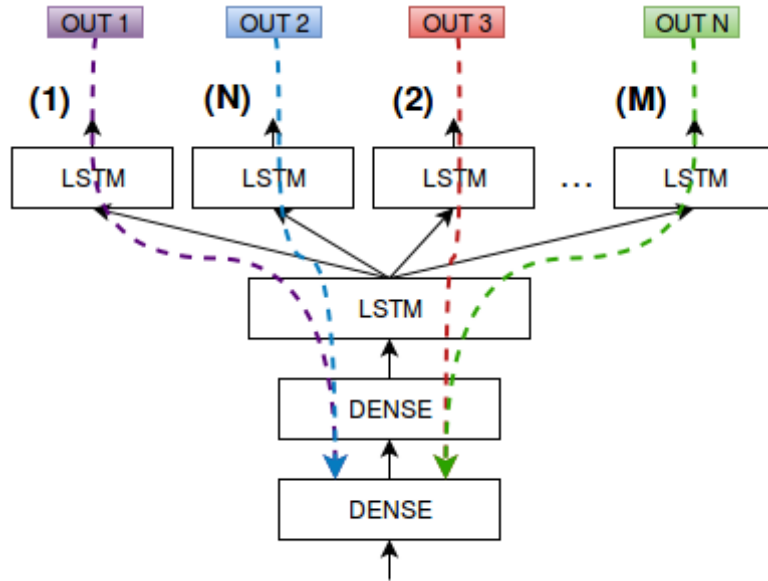 OUT 1 OUT 2 OUT 3 OUT N
(1) (N) (2) (M)
LSTM LSTM LSTM ... LSTM
LSTM
DENSE
DENSE